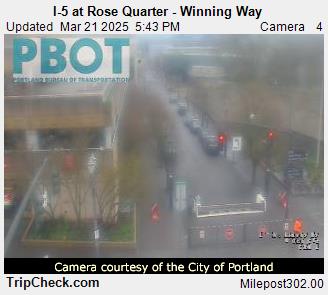 I-5 at Rose Quarter - Winning Way
Updated Mar 21 2025 5:43 PM Camera 4
PBOT
PORTLAND BUREAU OF TRANSPORTATION
Camera courtesy of the City of Portland
TripCheck.com Milepost302.00